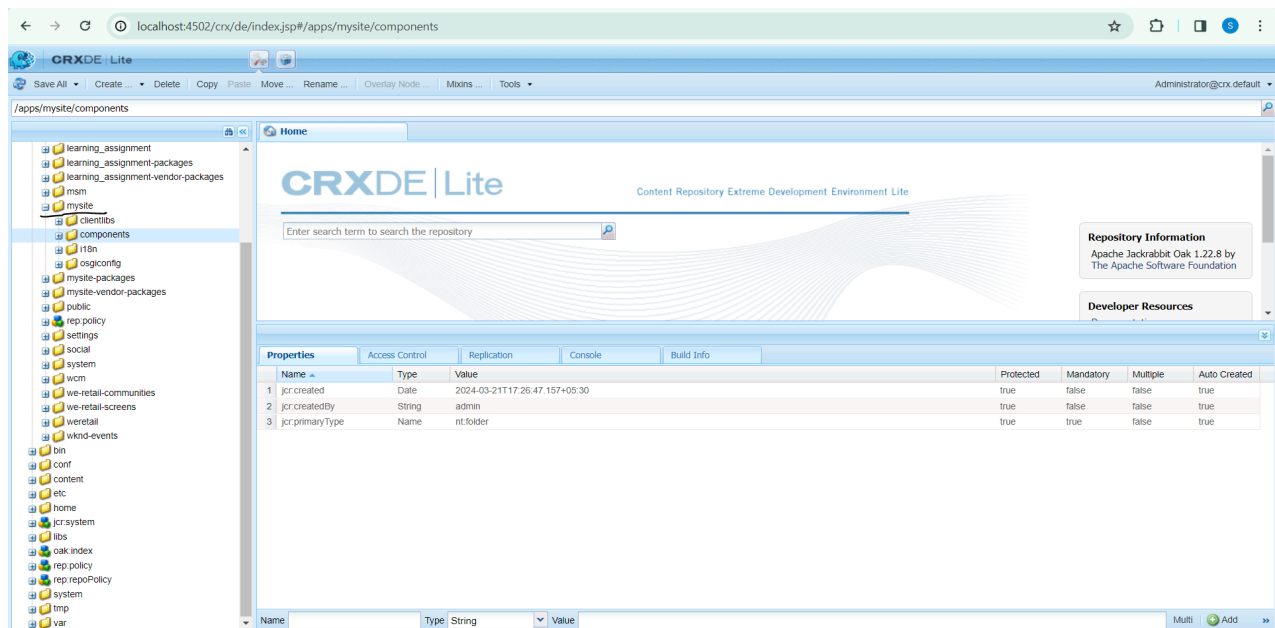 localhost:4502/crx/de/index.jsp#/apps/mysite/components
S
CRXDE Lite
Save All Create ... Delete Copy Paste Move ... Rename ... Overlay Node ... Mixins ... Tools Administrator@crx.default
/apps/mysite/components
Home
learning_assignment
learning_assignment-packages
learning_assignment-vendor-packages
msm
mysite
clientlibs
components
i18n
osgiconfig
mysite-packages
mysite-vendor-packages
public
rep:policy
settings
social
system
wcm
we-retail-communities
we-retail-screens
weretail
wknd-events
bin
conf
content
etc
home
jcr:system
libs
oak:index
rep:policy
rep:repoPolicy
system
tmp
var
CRXDE Lite
Content Repository Extreme Development Environment Lite
Enter search term to search the repository
Repository Information
Apache Jackrabbit Oak 1.22.8 by
The Apache Software Foundation
Developer Resources
Properties Access Control Replication Console Build Info
Name Type Value Protected Mandatory Multiple Auto Created
1 jcr:created Date 2024-03-21T17:26:47.157+05:30 true false false true
2 jcr:createdBy String admin true false false true
3 jcr:primaryType Name nt:folder true true false true
Name Type String Value Multi Add